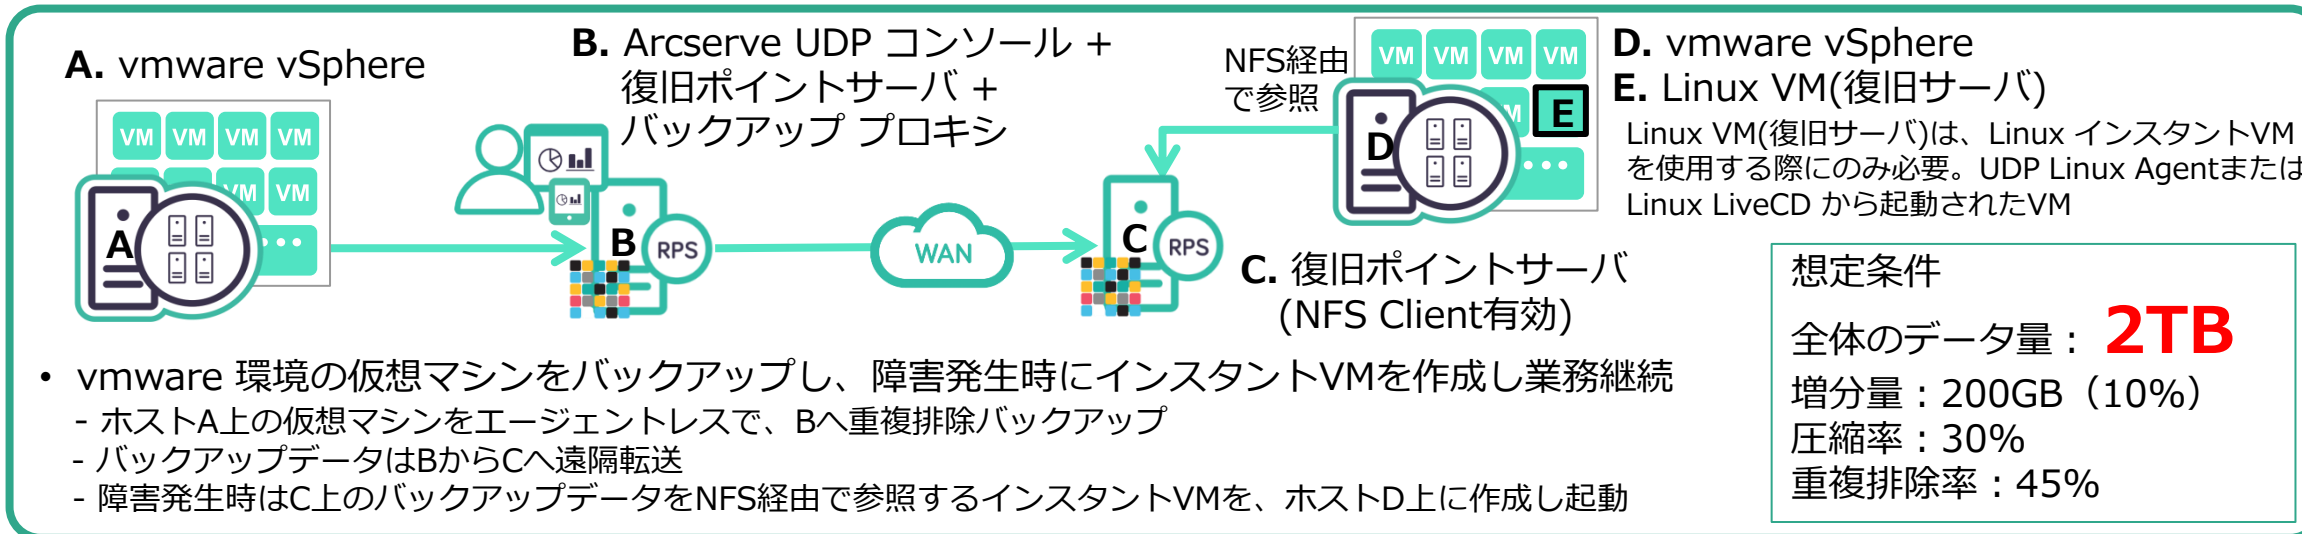 A. vmware vSphere
VM VM VM VM
VM VM
A
B. Arcserve UDP コンソール +
復旧ポイントサーバ +
バックアップ プロキシ
B
RPS
WAN
C
RPS
C. 復旧ポイントサーバ
(NFS Client有効)
NFS経由
で参照
VM VM VM VM
E
D
D. vmware vSphere
E. Linux VM(復旧サーバ)
Linux VM(復旧サーバ)は、Linux インスタントVM
を使用する際にのみ必要。UDP Linux Agentまたは
Linux LiveCD から起動されたVM
想定条件
全体のデータ量： 2TB
増分量：200GB（10%）
圧縮率：30%
重複排除率：45%
• vmware 環境の仮想マシンをバックアップし、障害発生時にインスタントVMを作成し業務継続
- ホストA上の仮想マシンをエージェントレスで、Bへ重複排除バックアップ
- バックアップデータはBからCへ遠隔転送
- 障害発生時はC上のバックアップデータをNFS経由で参照するインスタントVMを、ホストD上に作成し起動